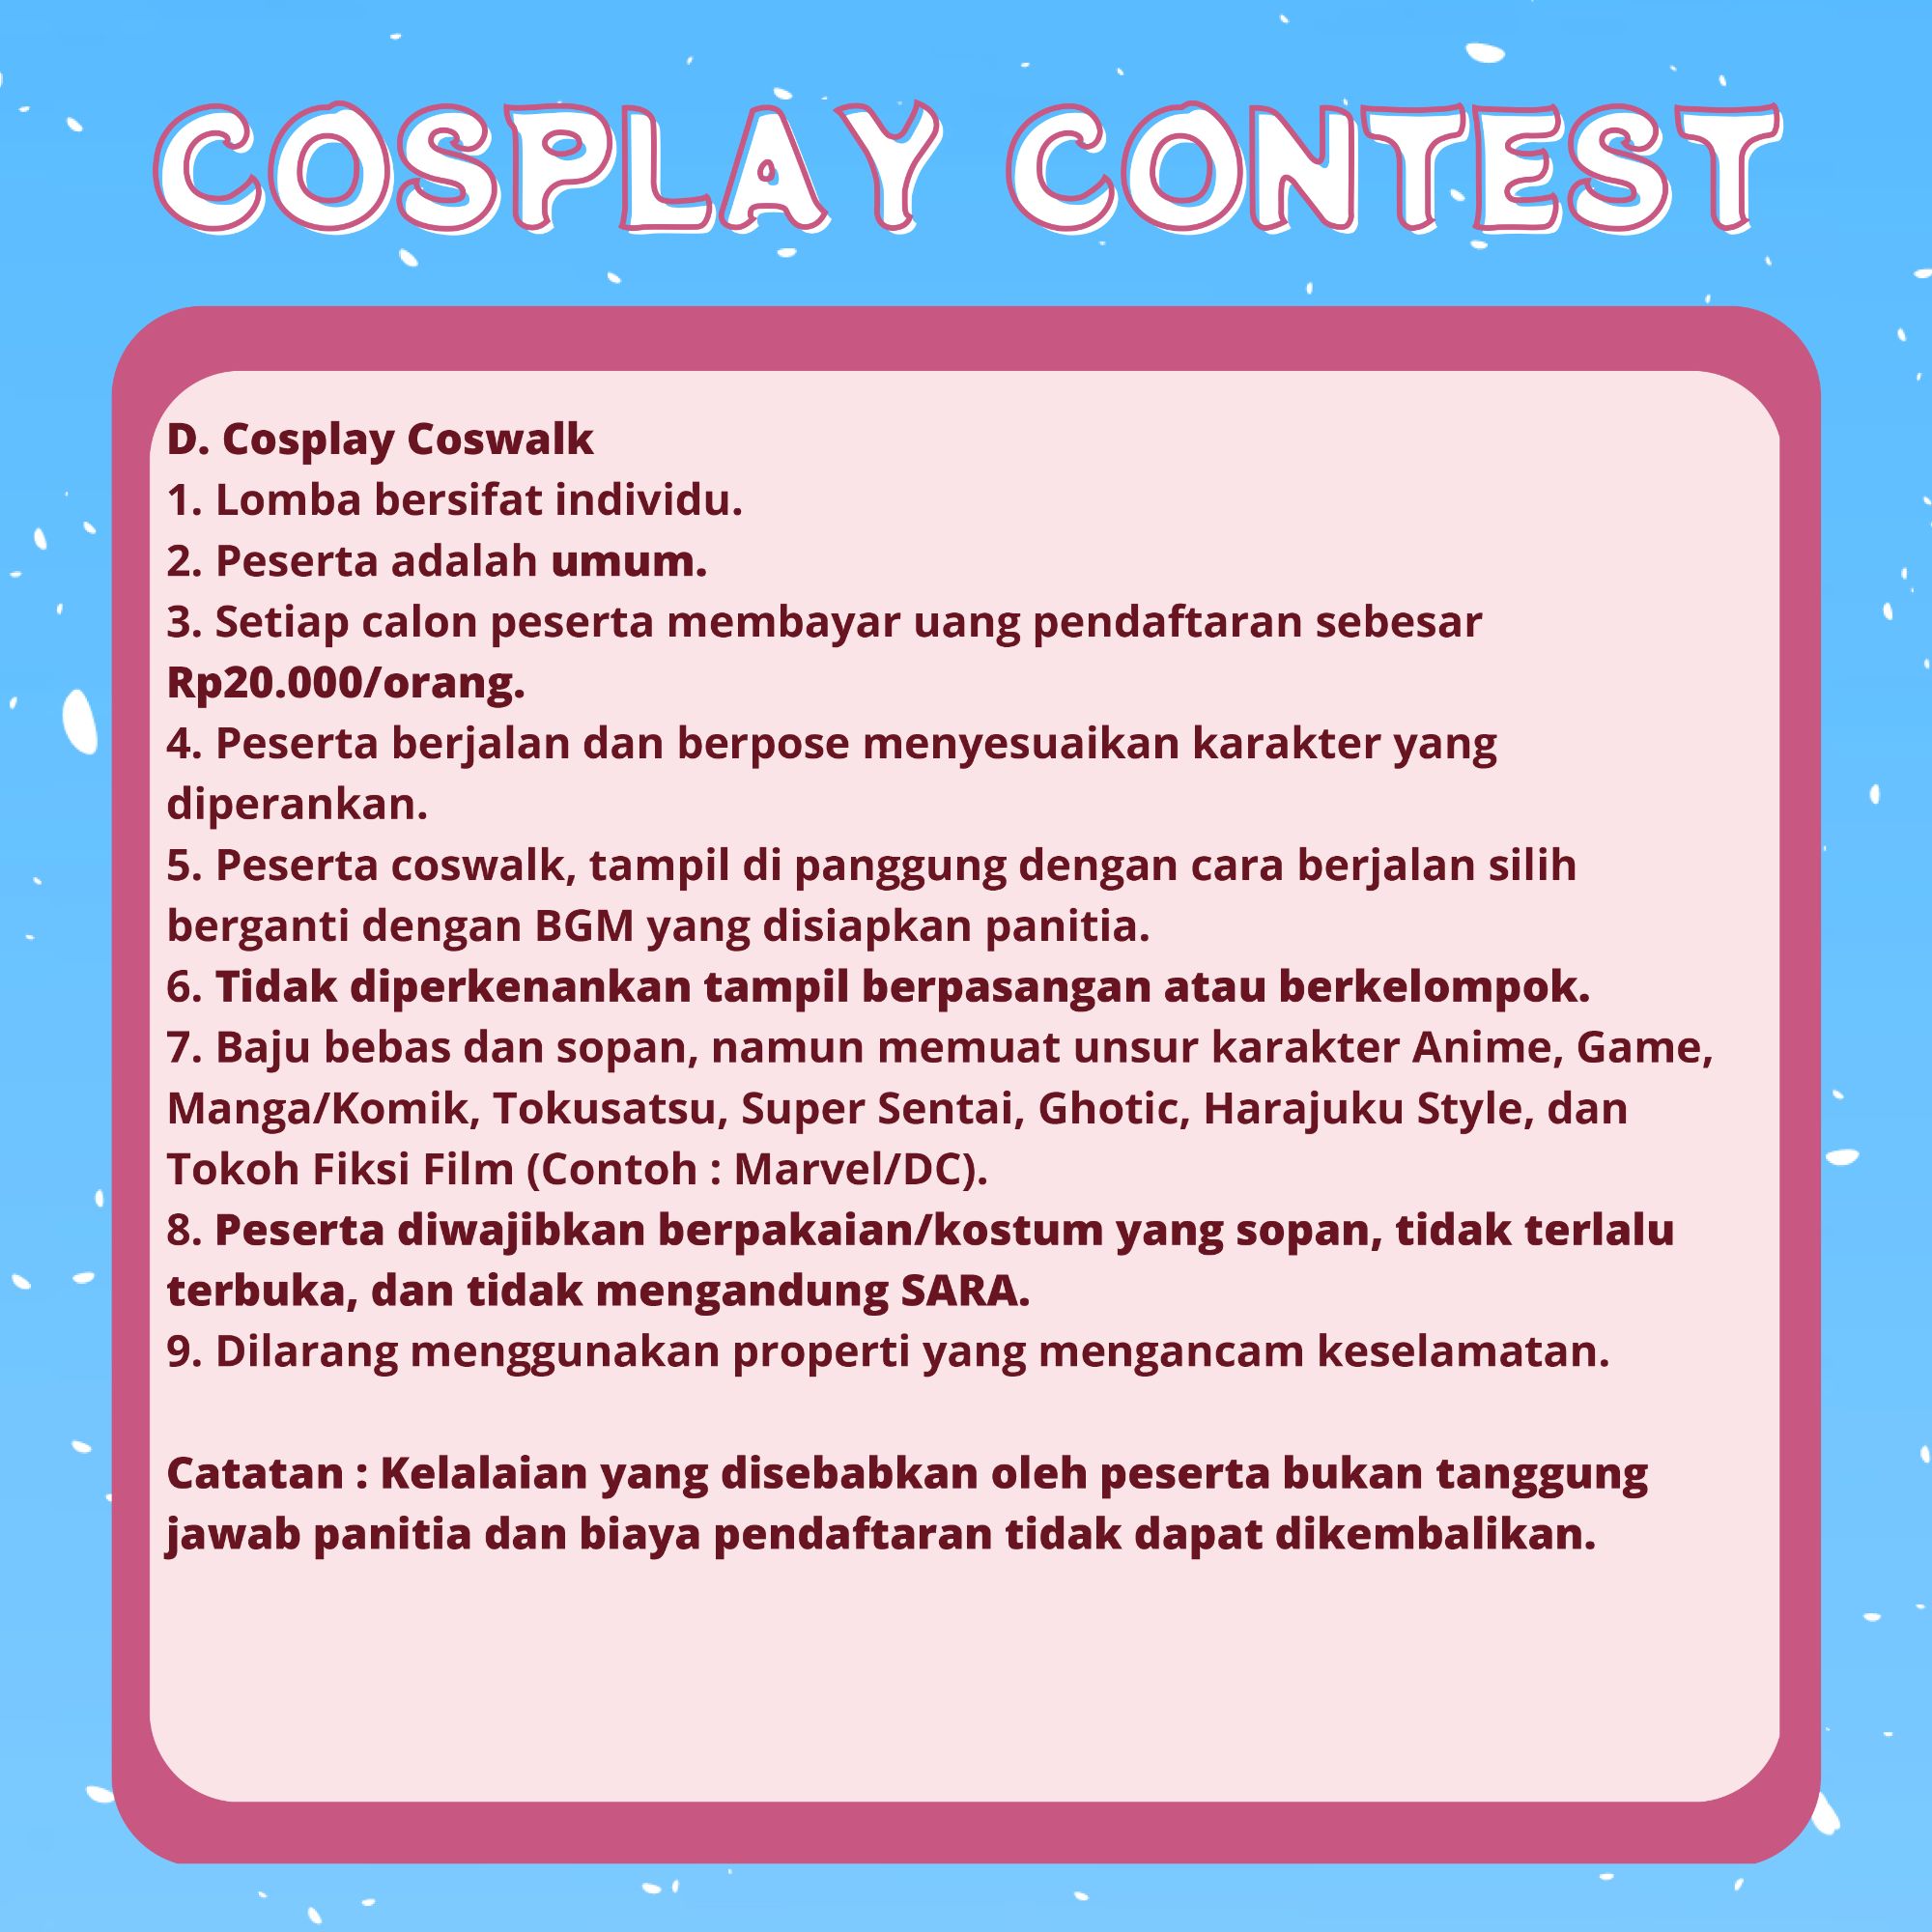 COSPLAY CONTEST
D. Cosplay Coswalk
1. Lomba bersifat individu.
2. Peserta adalah umum.
3. Setiap calon peserta membayar uang pendaftaran sebesar
Rp20.000/orang.
4. Peserta berjalan dan berpose menyesuaikan karakter yang
diperankan.
5. Peserta coswalk, tampil di panggung dengan cara berjalan silih
berganti dengan BGM yang disiapkan panitia.
6. Tidak diperkenankan tampil berpasangan atau berkelompok.
7. Baju bebas dan sopan, namun memuat unsur karakter Anime, Game,
Manga/Komik, Tokusatsu, Super Sentai, Ghotic, Harajuku Style, dan
Tokoh Fiksi Film (Contoh : Marvel/DC).
8. Peserta diwajibkan berpakaian/kostum yang sopan, tidak terlalu
terbuka, dan tidak mengandung SARA.
9. Dilarang menggunakan properti yang mengancam keselamatan.
Catatan : Kelalaian yang disebabkan oleh peserta bukan tanggung
jawab panitia dan biaya pendaftaran tidak dapat dikembalikan.